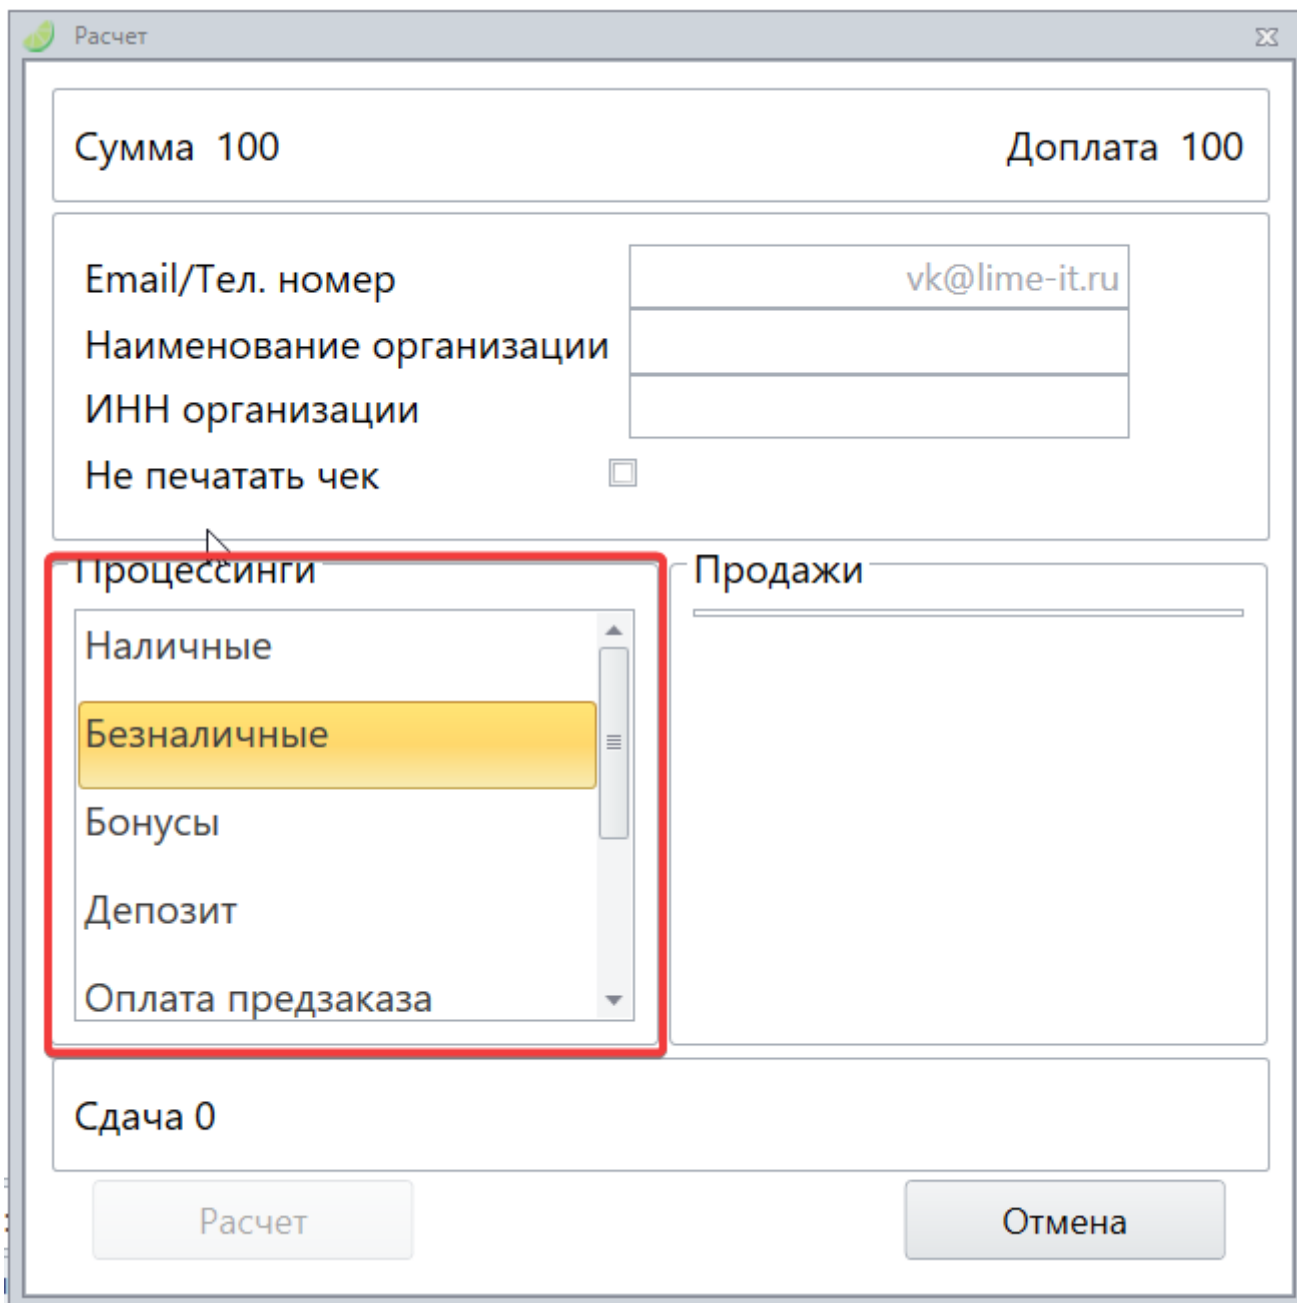 Расчет
Сумма 100 Доплата 100
Email/Тел. номер vk@lime-it.ru
Наименование организации
ИНН организации
Не печатать чек
Процессинги Продажи
Наличные
Безналичные
Бонусы
Депозит
Оплата предзаказа
Сдача 0
Расчет Отмена